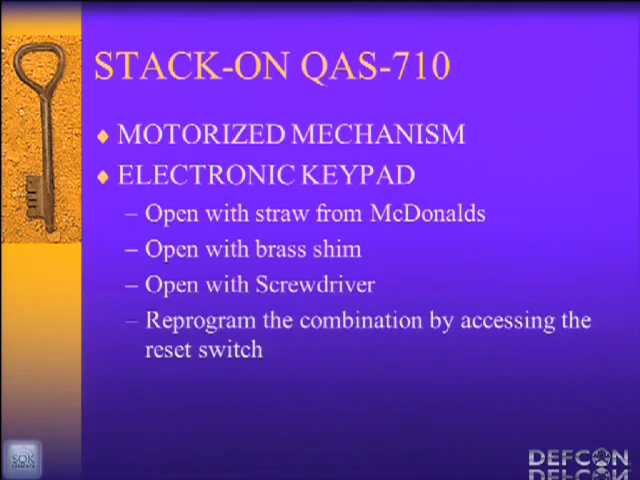 STACK-ON QAS-710
♦ MOTORIZED MECHANISM
♦ ELECTRONIC KEYPAD
– Open with straw from McDonalds
– Open with brass shim
– Open with Screwdriver
– Reprogram the combination by accessing the
reset switch
SOK
DEFCON